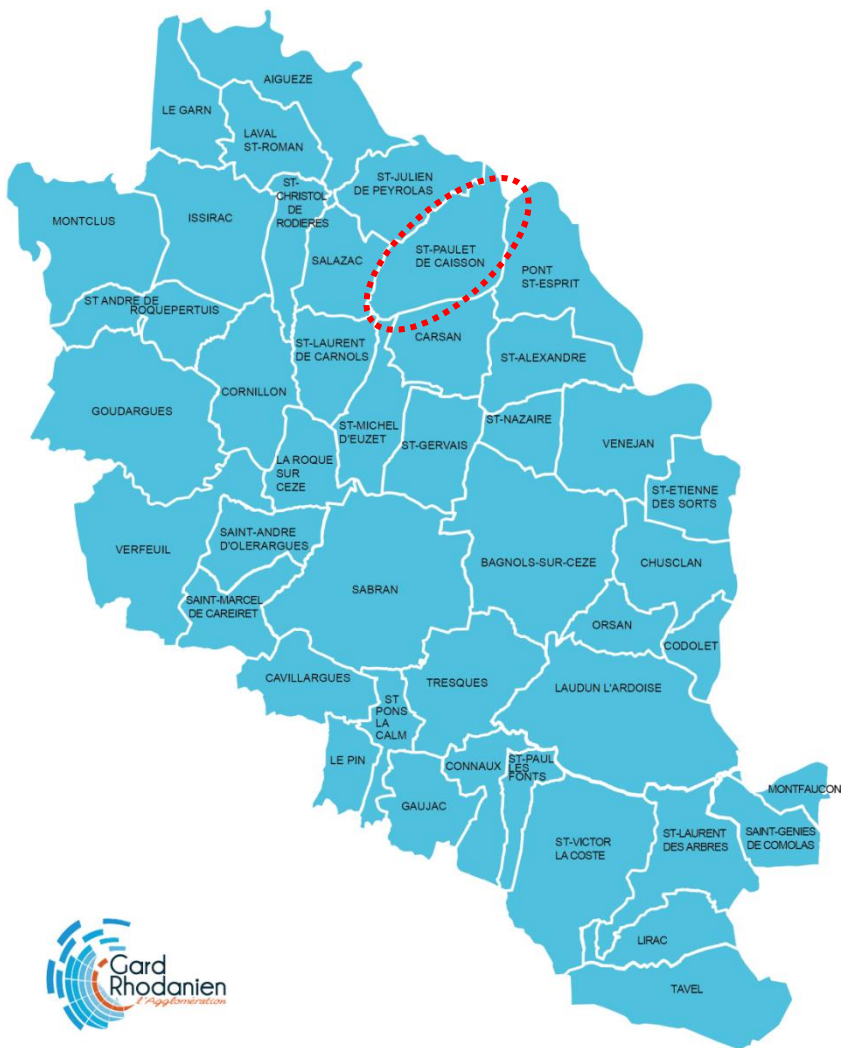 AIGUEZE
LE GARN
LAVAL
ST-ROMAN
ST-JULIEN
DE PEYROLAS
ST-
CHRISTOL
DE
RODIERES
MONTCLUS
ISSIRAC
SALAZAC
ST-PAULET
DE CAISSON
PONT
ST-ESPRIT
ST ANDRE DE
ROQUEPERTUIS
ST-LAURENT
DE CARNOLS
CARSAN
ST-ALEXANDRE
CORNILLON
GOUDARGUES
ST-MICHEL
D'EUZET
ST-GERVAIS
ST-NAZAIRE
VENEJAN
LA ROQUE
SUR
CEZE
ST-ETIENNE
DES SORTS
VERFEUIL
SAINT-ANDRE
D'OLERARGUES
BAGNOLS-SUR-CEZE
CHUSCLAN
SABRAN
SAINT-MARCEL
DE CAREIRET
ORSAN
CODOLET
CAVILLARGUES
TRESQUES
LAUDUN L'ARDOISE
ST
PONS
LA
CALM
LE PIN
CONNAUX
ST-PAUL
LES
FONTS
MONTFAUCON
GAUJAC
ST-VICTOR
LA COSTE
ST-LAURENT
DES ARBRES
SAINT-GENIES
DE COMOLAS
LIRAC
TAVEL
Gard
Rhodanien
l'Agglomération